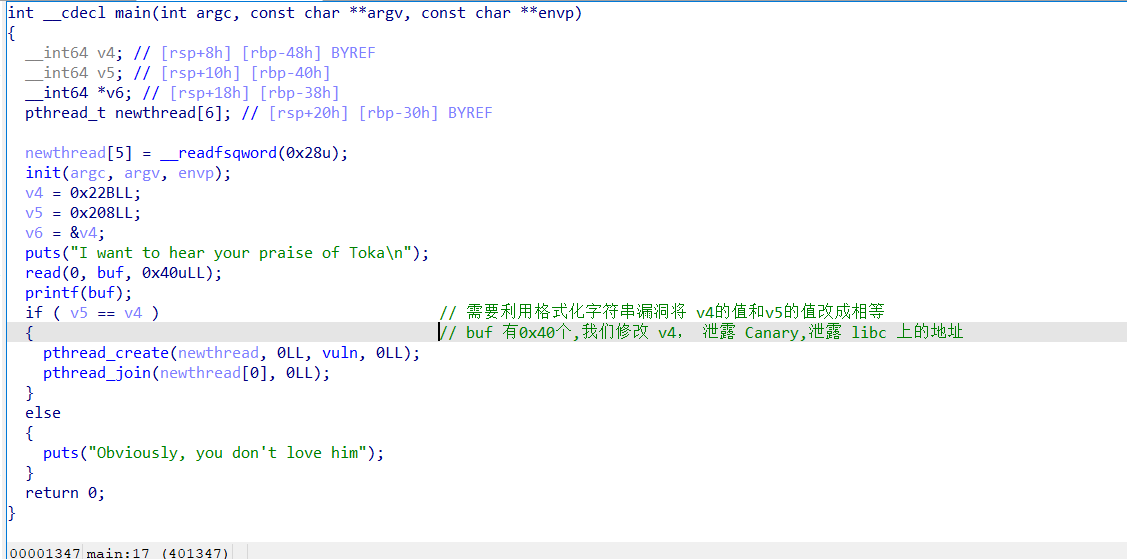 int __cdecl main(int argc, const char **argv, const char **envp)
{
  __int64 v4; // [rsp+8h] [rbp-48h] BYREF
  __int64 v5; // [rsp+10h] [rbp-40h]
  __int64 *v6; // [rsp+18h] [rbp-38h]
  pthread_t newthread[6]; // [rsp+20h] [rbp-30h] BYREF

  newthread[5] = __readfsqword(0x28u);
  init(argc, argv, envp);
  v4 = 0x22BLL;
  v5 = 0x208LL;
  v6 = &v4;
  puts("I want to hear your praise of Toka\n");
  read(0, buf, 0x40uLL);
  printf(buf);
  if ( v5 == v4 ) // 需要利用格式化字符串漏洞将 v4的值和v5的值改成相等
  { // buf 有0x40个,我们修改 v4， 泄露 Canary,泄露 libc 上的地址
    pthread_create(newthread, 0LL, vuln, 0LL);
    pthread_join(newthread[0], 0LL);
  }
  else
  {
    puts("Obviously, you don't love him");
  }
  return 0;
}
00001347 main:17 (401347)